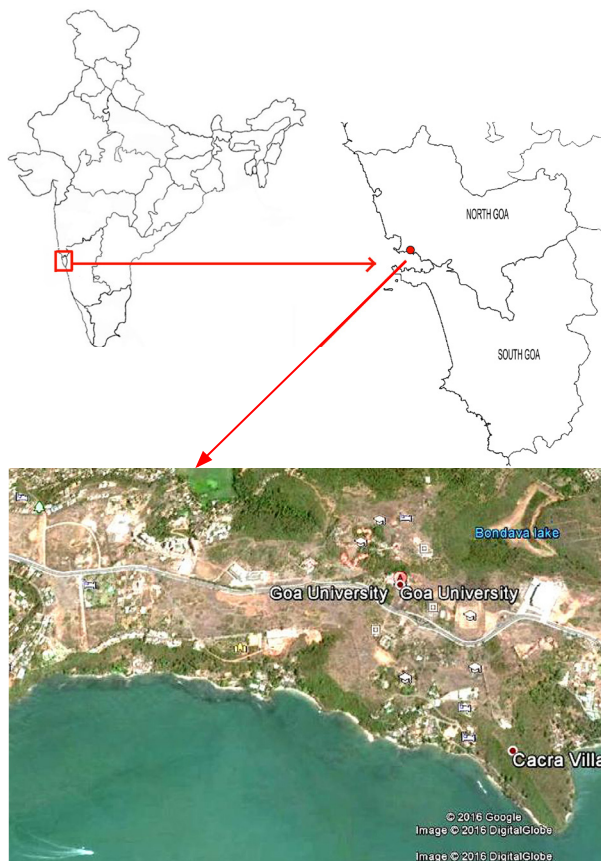 NORTH GOA
SOUTH GOA
Bondava lake
A
Goa University
Goa University
Cacra Villa
© 2016 Google
Image © 2016 DigitalGlobe
Image © 2016 DigitalGlobe